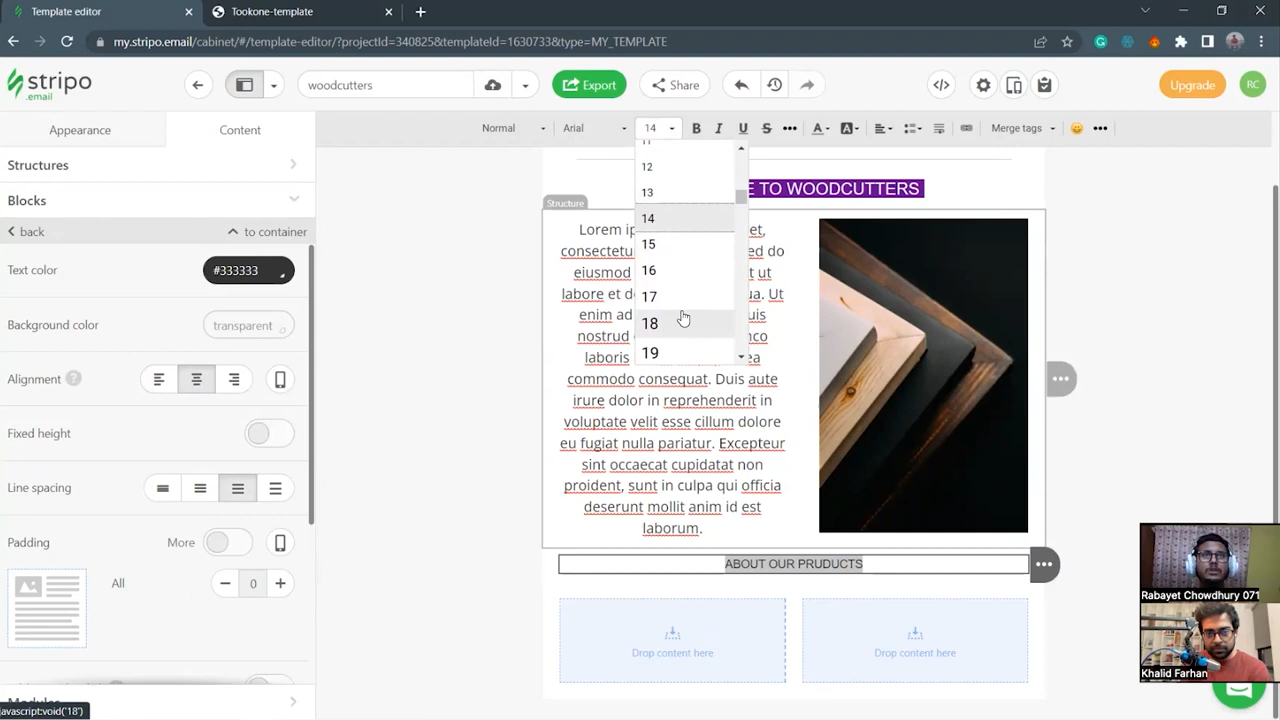 Template editor
Tookone-template
my.stripo.email/cabinet/#/template-editor/?projectId=340825&templateId=1630733&type=MY_TEMPLATE
stripo
.email
woodcutters
Export
Share
Upgrade
RC
Appearance
Content
Normal
Arial
14
B
I
U
S
A
A
Merge tags
Structures
Blocks
back
to container
Text color
#333333
Background color
transparent
Alignment
?
Fixed height
Line spacing
Padding
More
All
0
Modules
javascript:void('18')
11
12
13
14
15
16
17
18
19
E TO WOODCUTTERS
Structure
Lorem ip et,
consectetu ed do
eiusmod t ut
labore et d ua. Ut
enim ad uis
nostrud mco
laboris
commodo consequat. Duis aute
irure dolor in reprehenderit in
voluptate velit esse cillum dolore
eu fugiat nulla pariatur. Excepteur
sint occaecat cupidatat non
proident, sunt in culpa qui officia
deserunt mollit anim id est
laborum.
ABOUT OUR PRUDUCTS
Drop content here
Drop content here
Rabayet Chowdhury 071
Khalid Farhan